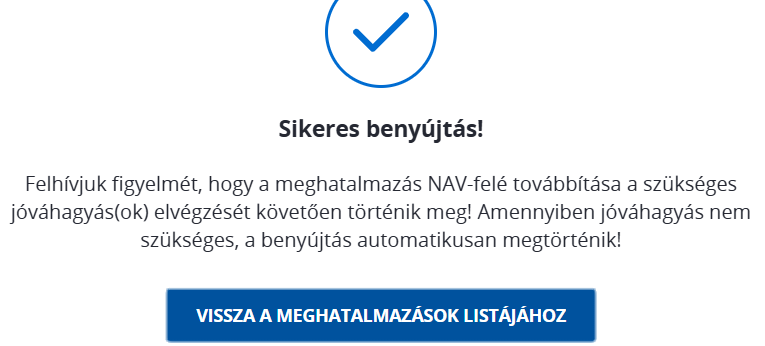 Sikeres benyújtás!
Felhívjuk figyelmét, hogy a meghatalmazás NAV-felé továbbítása a szükséges
jóváhagyás(ok) elvégzését követően történik meg! Amennyiben jóváhagyás nem
szükséges, a benyújtás automatikusan megtörténik!
VISSZA A MEGHATALMAZÁSOK LISTÁJÁHOZ